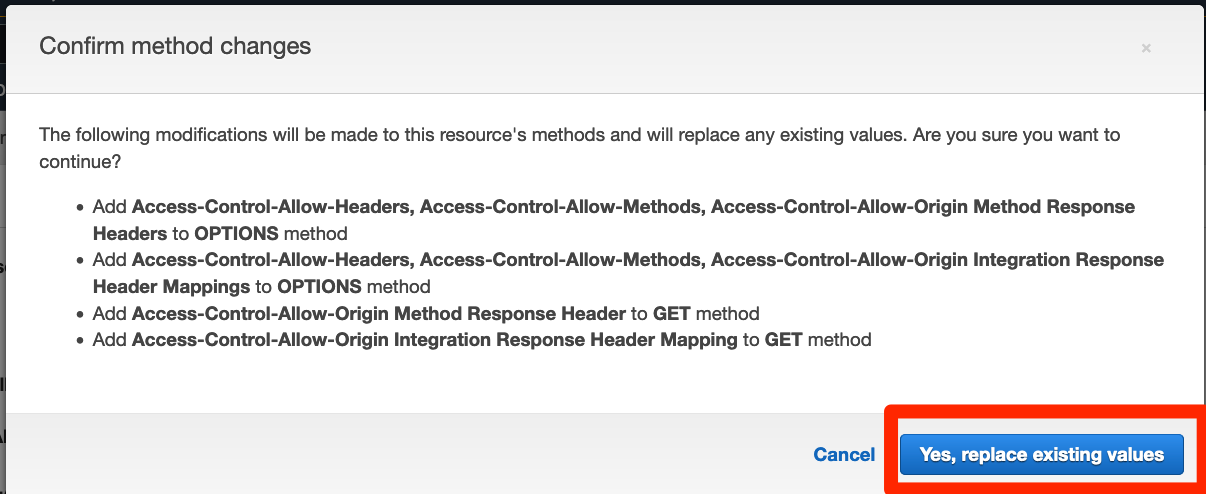 Confirm method changes
×
The following modifications will be made to this resource's methods and will replace any existing values. Are you sure you want to
continue?
• Add Access-Control-Allow-Headers, Access-Control-Allow-Methods, Access-Control-Allow-Origin Method Response
Headers to OPTIONS method
• Add Access-Control-Allow-Headers, Access-Control-Allow-Methods, Access-Control-Allow-Origin Integration Response
Header Mappings to OPTIONS method
• Add Access-Control-Allow-Origin Method Response Header to GET method
• Add Access-Control-Allow-Origin Integration Response Header Mapping to GET method
Cancel
Yes, replace existing values